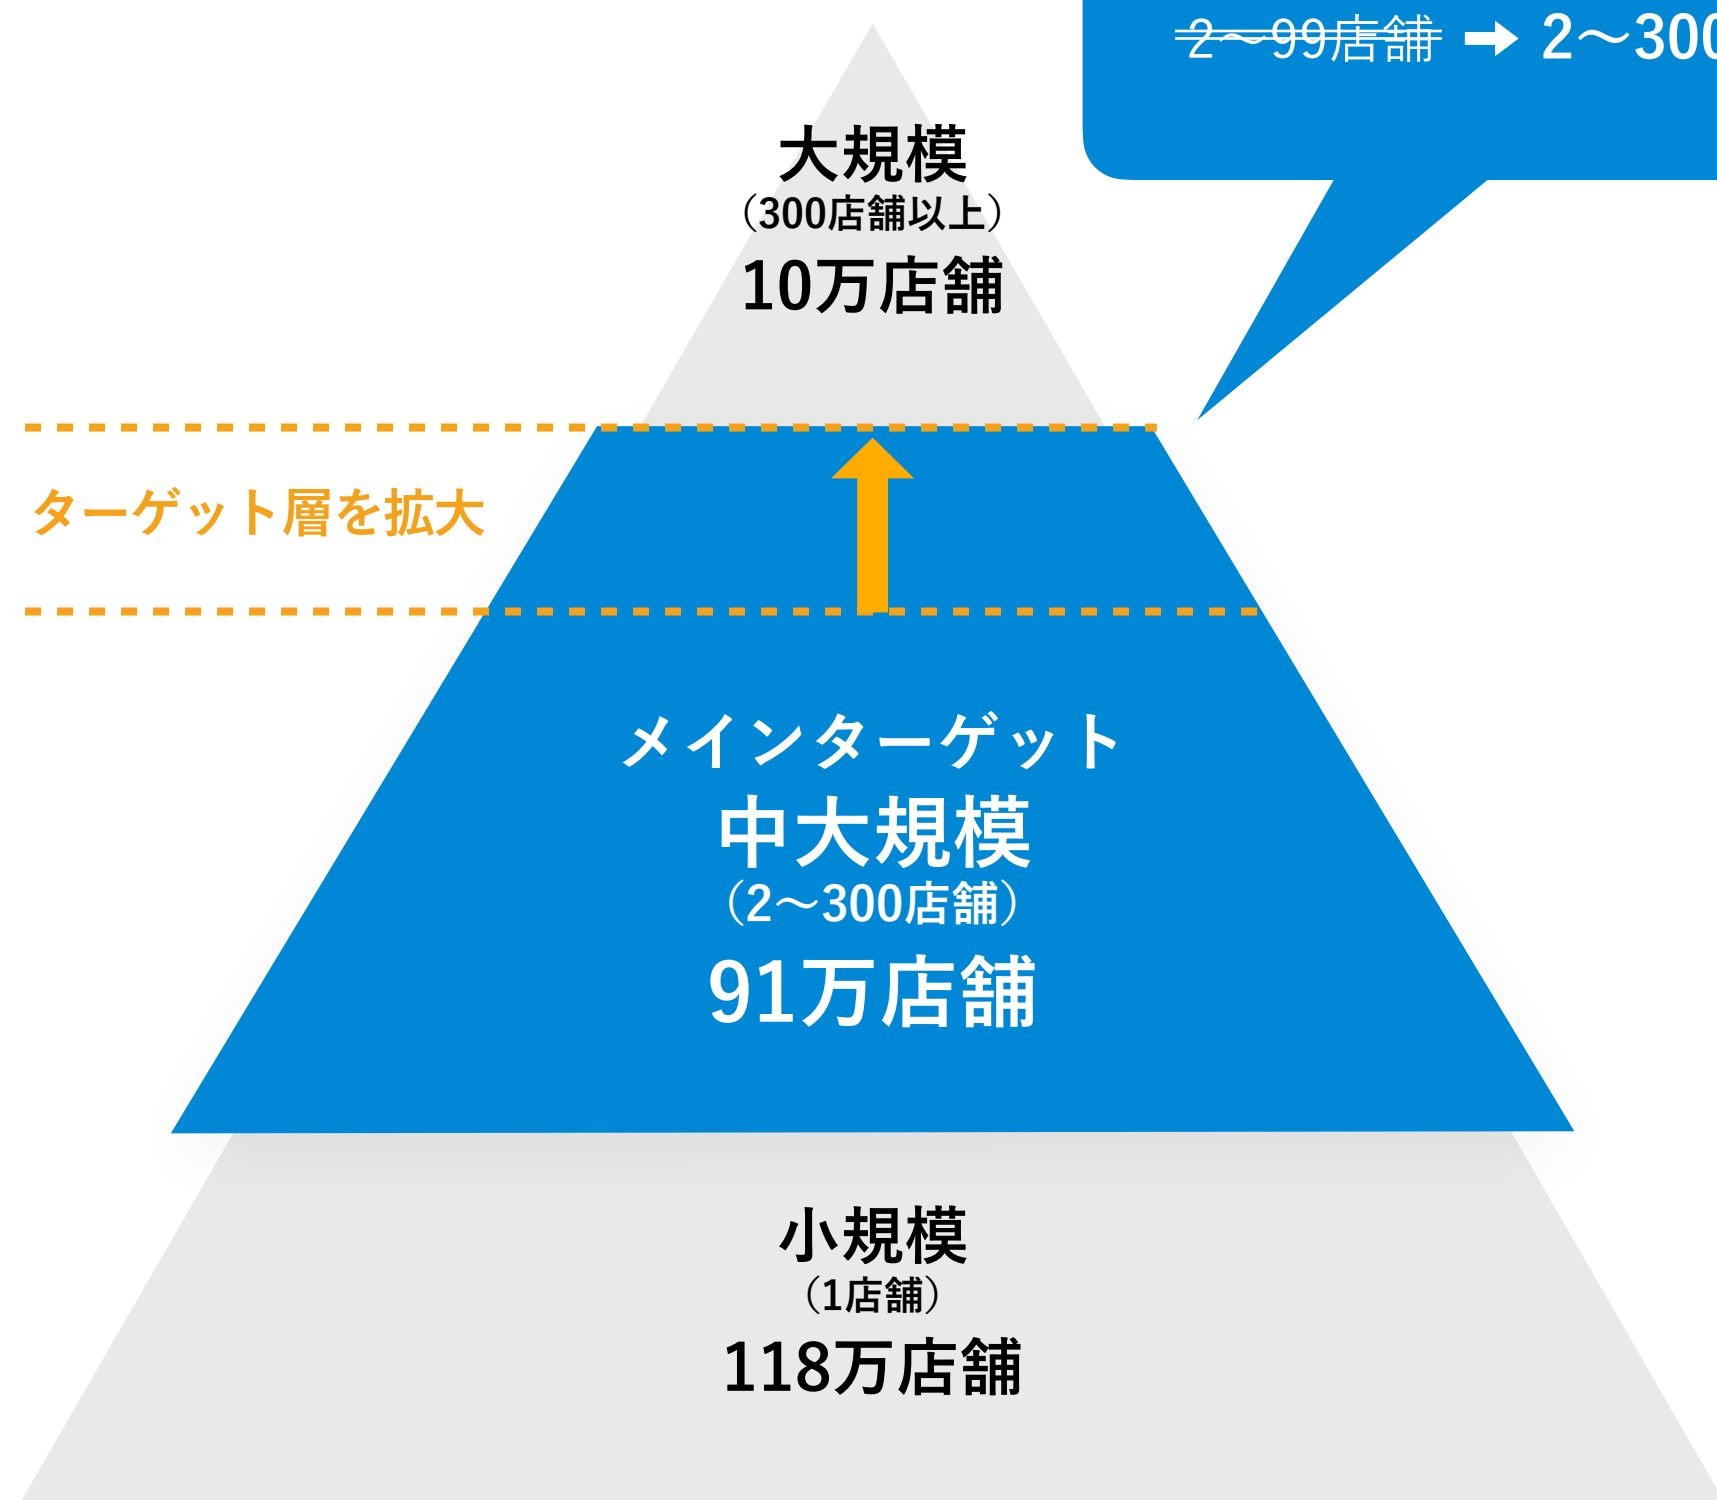 2〜99店舗 ➡ 2〜300
大規模
（300店舗以上）
10万店舗
ターゲット層を拡大
メインターゲット
中大規模
（2〜300店舗）
91万店舗
小規模
（1店舗）
118万店舗